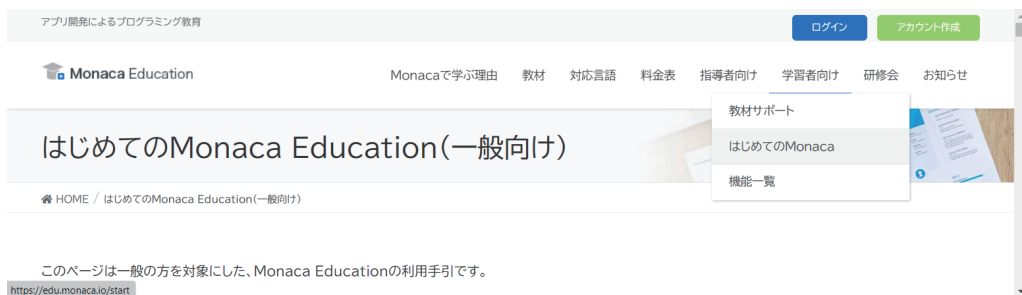 アプリ開発によるプログラミング教育
ログイン
アカウント作成
Monaca Education
Monacaで学ぶ理由 教材 対応言語 料金表 指導者向け 学習者向け 研修会 お知らせ
教材サポート
はじめてのMonaca
機能一覧
はじめてのMonaca Education(一般向け)
HOME / はじめてのMonaca Education(一般向け)
このページは一般の方を対象にした、Monaca Educationの利用手引です。
https://edu.monaca.io/start